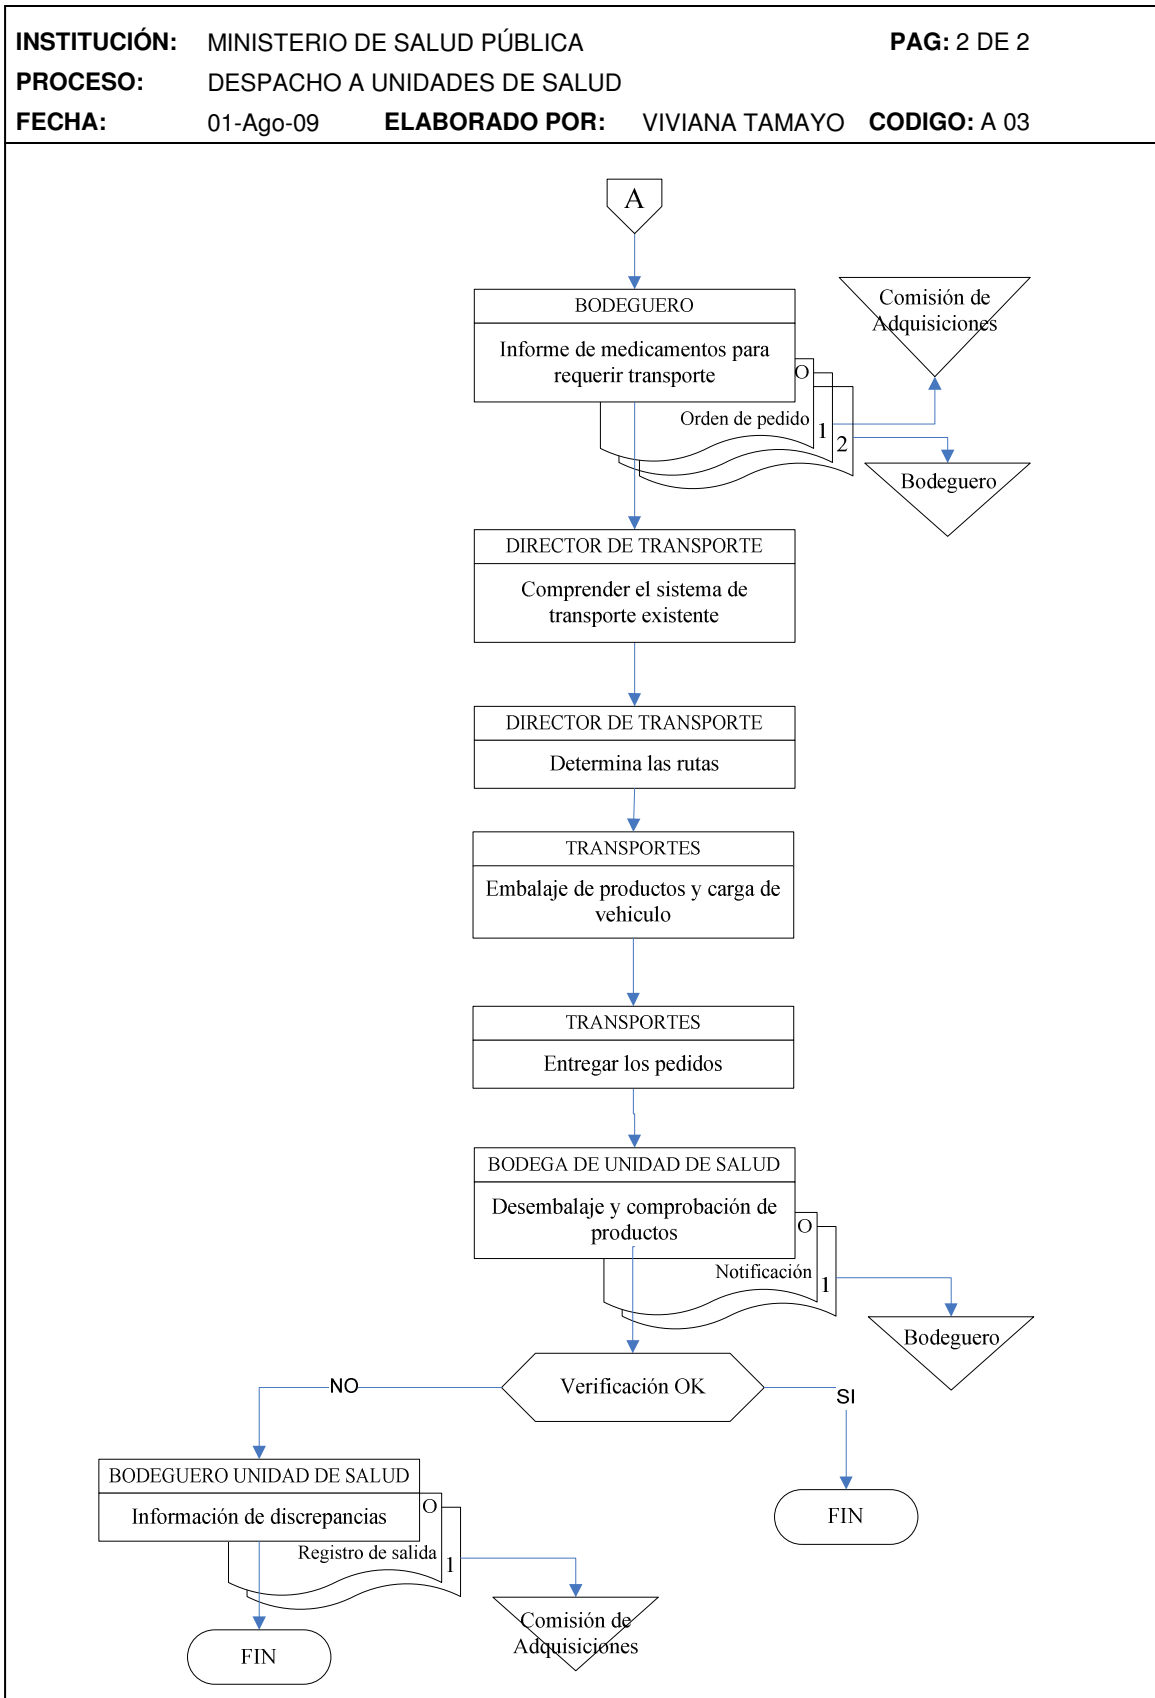 INSTITUCIÓN: MINISTERIO DE SALUD PÚBLICA PAG: 2 DE 2
PROCESO: DESPACHO A UNIDADES DE SALUD
FECHA: 01-Ago-09 ELABORADO POR: VIVIANA TAMAYO CODIGO: A 03
A
BODEGUERO
Informe de medicamentos para
requerir transporte
O
Orden de pedido
1
2
Comisión de
Adquisiciones
Bodeguero
DIRECTOR DE TRANSPORTE
Comprender el sistema de
transporte existente
DIRECTOR DE TRANSPORTE
Determina las rutas
TRANSPORTES
Embalaje de productos y carga de
vehiculo
TRANSPORTES
Entregar los pedidos
BODEGA DE UNIDAD DE SALUD
Desembalaje y comprobación de
productos
O
Notificación
1
Bodeguero
Verificación OK
NO
SI
BODEGUERO UNIDAD DE SALUD
Información de discrepancias
O
Registro de salida
1
FIN
Comisión de
Adquisiciones
FIN